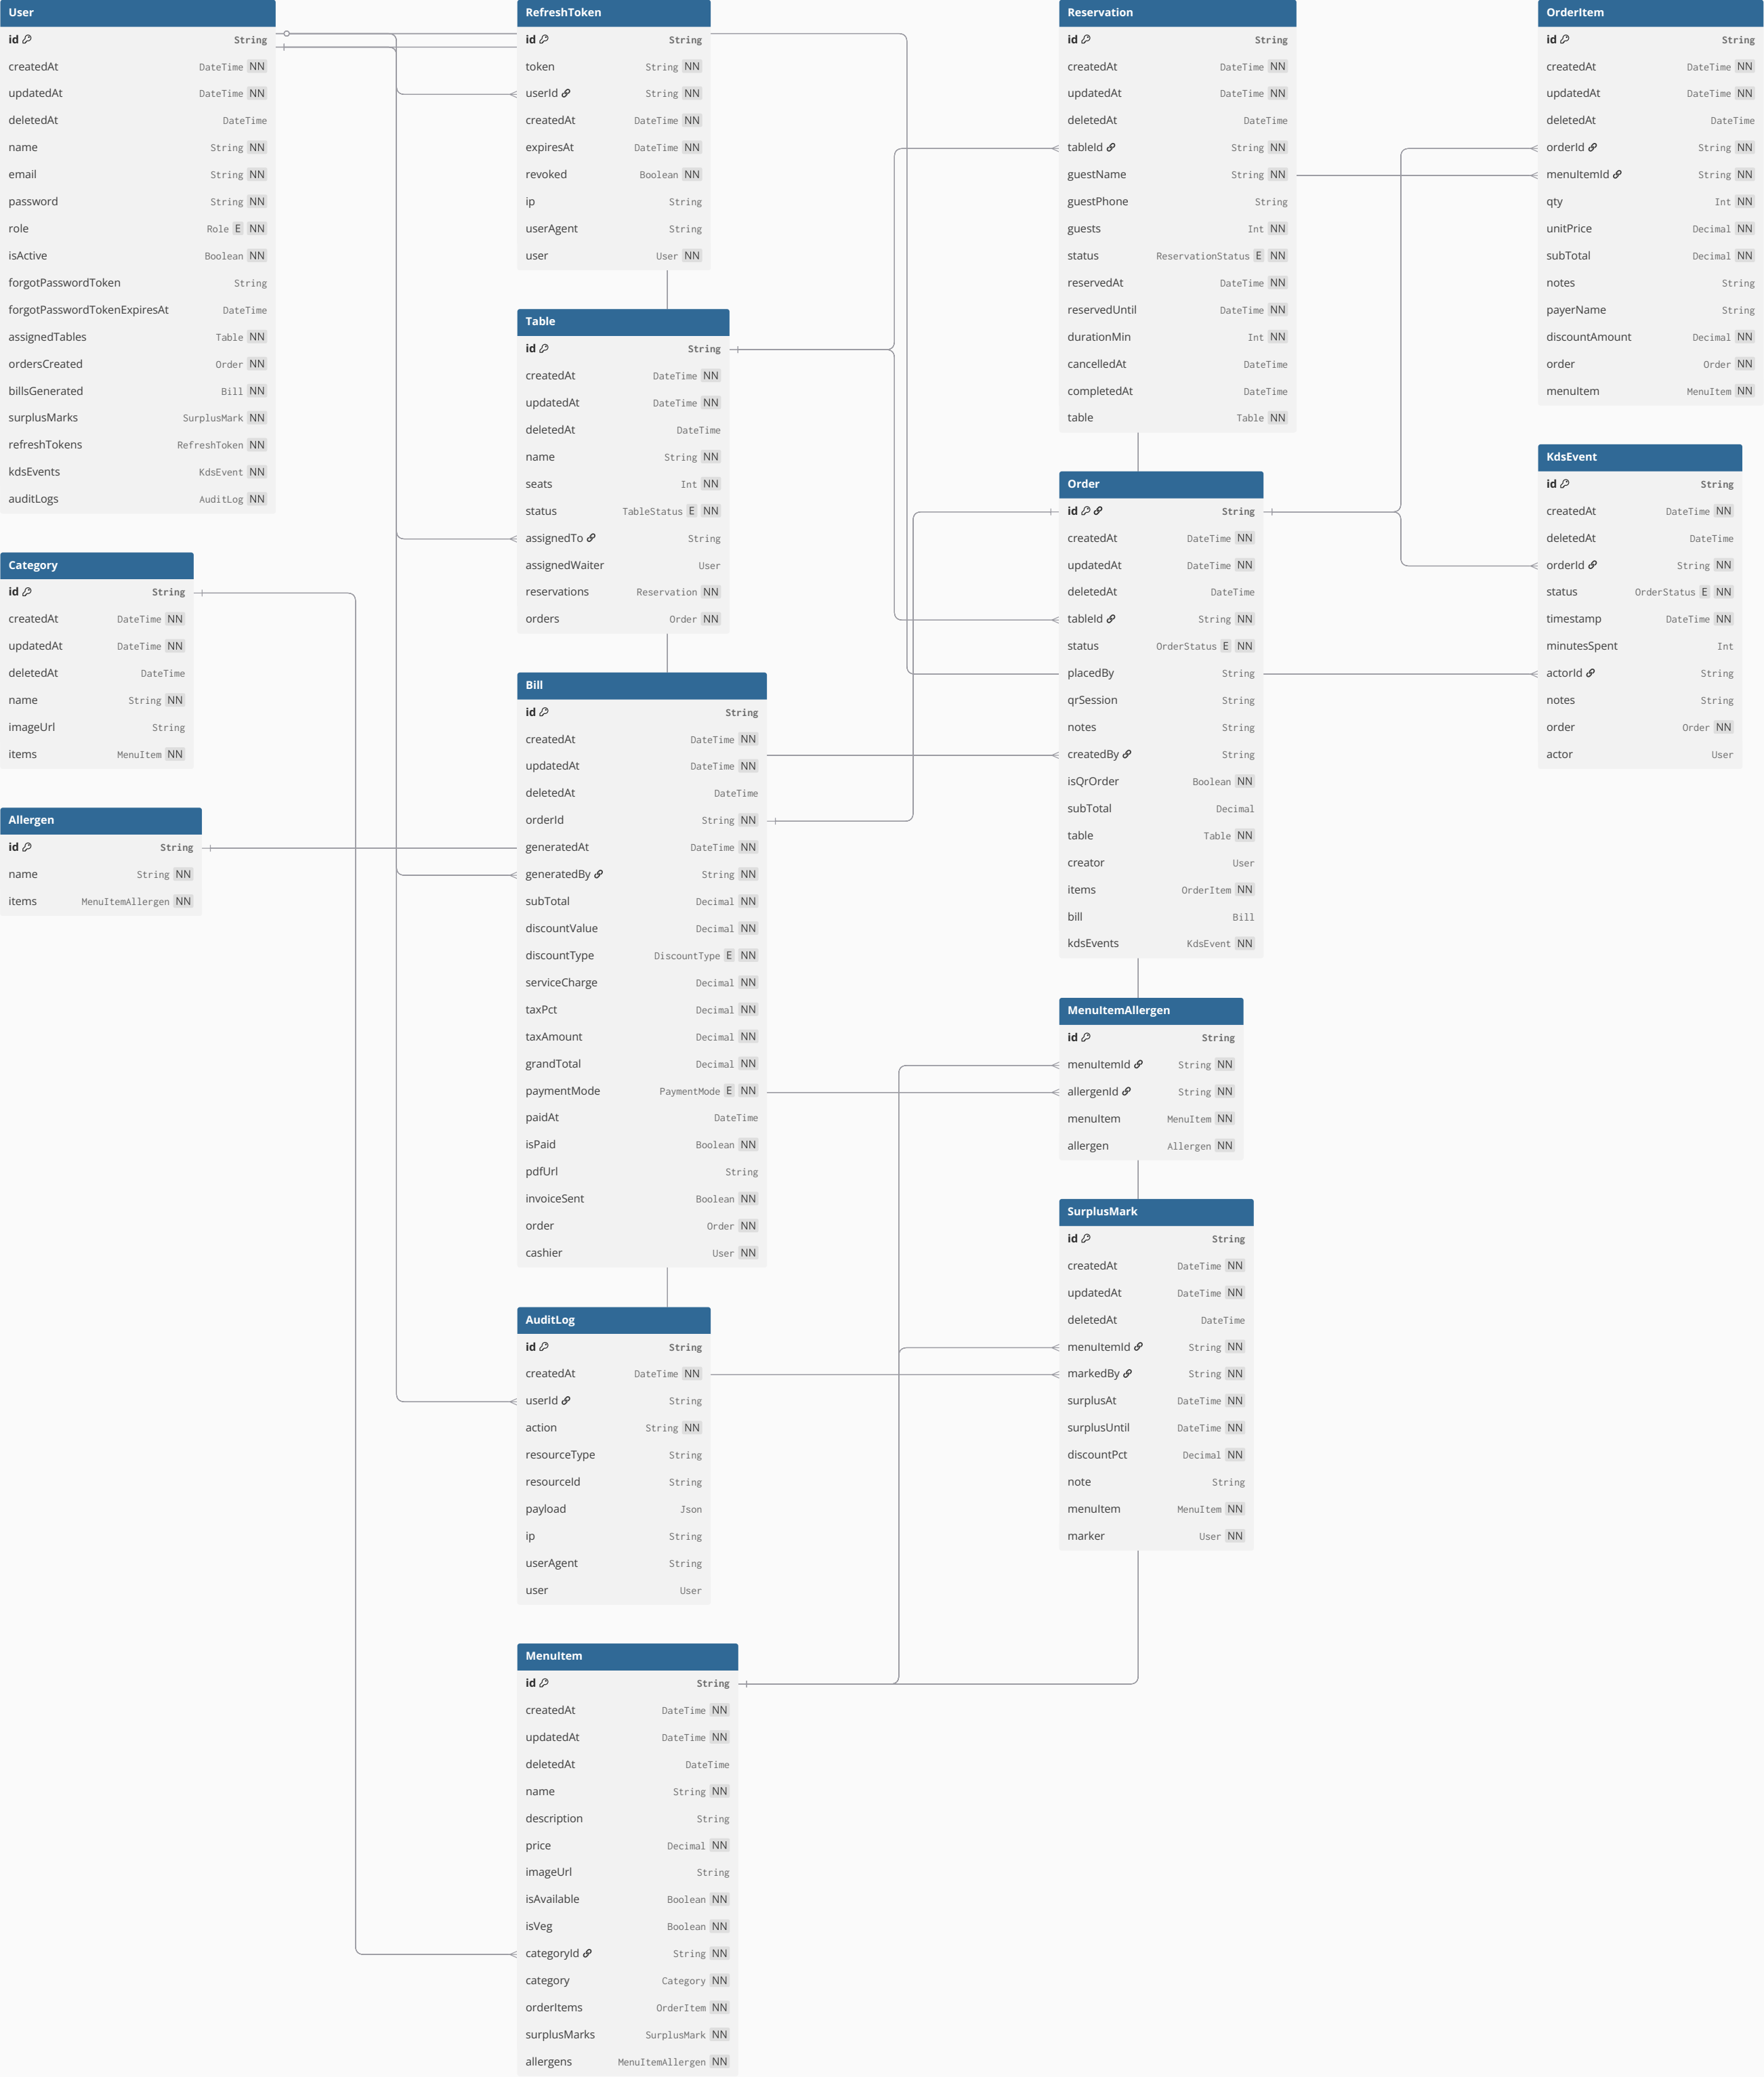 User
id String
createdAt DateTime NN
updatedAt DateTime NN
deletedAt DateTime
name String NN
email String NN
password String NN
role Role E NN
isActive Boolean NN
forgotPasswordToken String
forgotPasswordTokenExpiresAt DateTime
assignedTables Table NN
ordersCreated Order NN
billsGenerated Bill NN
surplusMarks SurplusMark NN
refreshTokens RefreshToken NN
kdsEvents KdsEvent NN
auditLogs AuditLog NN
Category
id String
createdAt DateTime NN
updatedAt DateTime NN
deletedAt DateTime
name String NN
imageUrl String
items MenuItem NN
Allergen
id String
name String NN
items MenuItemAllergen NN
RefreshToken
id String
token String NN
userId String NN
createdAt DateTime NN
expiresAt DateTime NN
revoked Boolean NN
ip String
userAgent String
user User NN
Table
id String
createdAt DateTime NN
updatedAt DateTime NN
deletedAt DateTime
name String NN
seats Int NN
status TableStatus E NN
assignedTo String
assignedWaiter User
reservations Reservation NN
orders Order NN
Bill
id String
createdAt DateTime NN
updatedAt DateTime NN
deletedAt DateTime
orderId String NN
generatedAt DateTime NN
generatedBy String NN
subTotal Decimal NN
discountValue Decimal NN
discountType DiscountType E NN
serviceCharge Decimal NN
taxPct Decimal NN
taxAmount Decimal NN
grandTotal Decimal NN
paymentMode PaymentMode E NN
paidAt DateTime
isPaid Boolean NN
pdfUrl String
invoiceSent Boolean NN
order Order NN
cashier User NN
AuditLog
id String
createdAt DateTime NN
userId String
action String NN
resourceType String
resourceId String
payload Json
ip String
userAgent String
user User
MenuItem
id String
createdAt DateTime NN
updatedAt DateTime NN
deletedAt DateTime
name String NN
description String
price Decimal NN
imageUrl String
isAvailable Boolean NN
isVeg Boolean NN
categoryId String NN
category Category NN
orderItems OrderItem NN
surplusMarks SurplusMark NN
allergens MenuItemAllergen NN
Reservation
id String
createdAt DateTime NN
updatedAt DateTime NN
deletedAt DateTime
tableId String NN
guestName String NN
guestPhone String
guests Int NN
status ReservationStatus E NN
reservedAt DateTime NN
reservedUntil DateTime NN
durationMin Int NN
cancelledAt DateTime
completedAt DateTime
table Table NN
Order
id String
createdAt DateTime NN
updatedAt DateTime NN
deletedAt DateTime
tableId String NN
status OrderStatus E NN
placedBy String
qrSession String
notes String
createdBy String
isQrOrder Boolean NN
subTotal Decimal
table Table NN
creator User
items OrderItem NN
bill Bill
kdsEvents KdsEvent NN
MenuItemAllergen
id String
menuItemId String NN
allergenId String NN
menuItem MenuItem NN
allergen Allergen NN
SurplusMark
id String
createdAt DateTime NN
updatedAt DateTime NN
deletedAt DateTime
menuItemId String NN
markedBy String NN
surplusAt DateTime NN
surplusUntil DateTime NN
discountPct Decimal NN
note String
menuItem MenuItem NN
marker User NN
OrderItem
id String
createdAt DateTime NN
updatedAt DateTime NN
deletedAt DateTime
orderId String NN
menuItemId String NN
qty Int NN
unitPrice Decimal NN
subTotal Decimal NN
notes String
payerName String
discountAmount Decimal NN
order Order NN
menuItem MenuItem NN
KdsEvent
id String
createdAt DateTime NN
deletedAt DateTime
orderId String NN
status OrderStatus E NN
timestamp DateTime NN
minutesSpent Int
actorId String
notes String
order Order NN
actor User